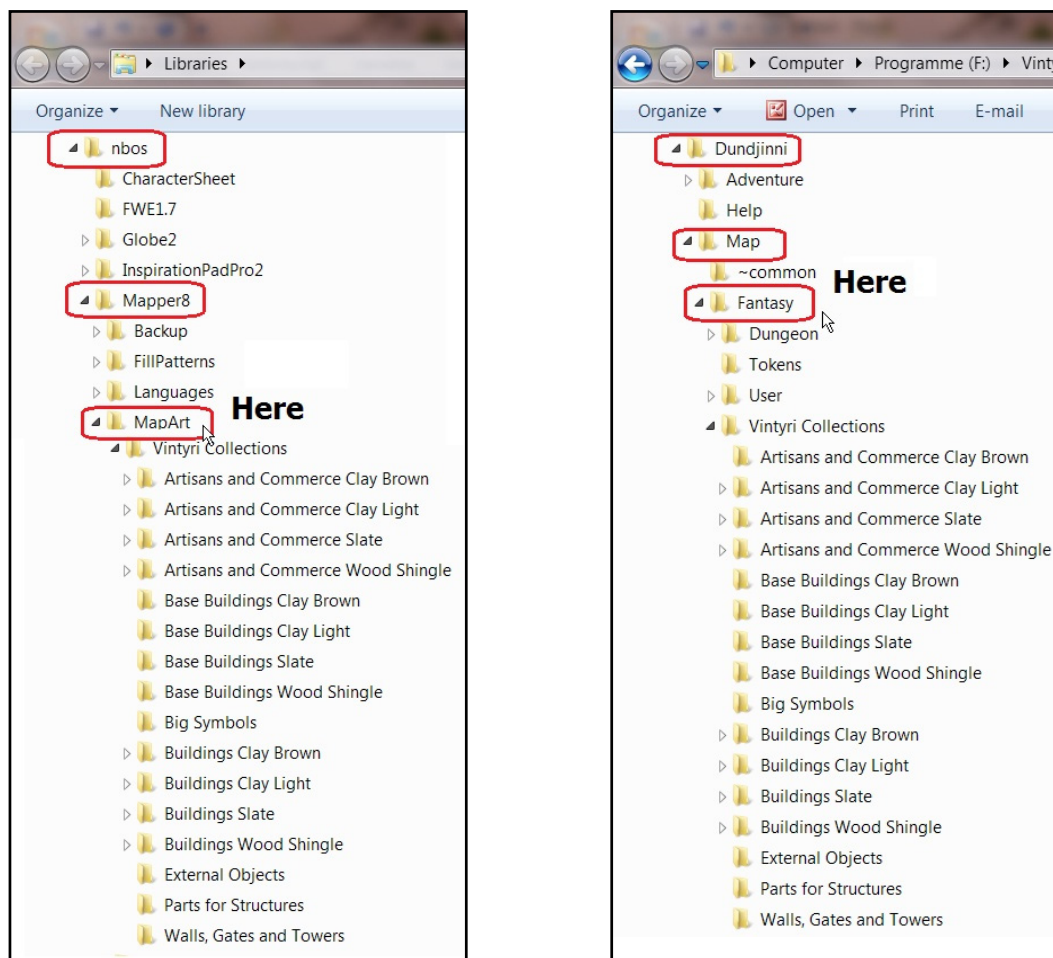 Libraries
Organize
New library
nbos
CharacterSheet
FWE1.7
Globe2
InspirationPadPro2
Mapper8
Backup
FillPatterns
Languages
MapArt
Here
Vintyri Collections
Artisans and Commerce Clay Brown
Artisans and Commerce Clay Light
Artisans and Commerce Slate
Artisans and Commerce Wood Shingle
Base Buildings Clay Brown
Base Buildings Clay Light
Base Buildings Slate
Base Buildings Wood Shingle
Big Symbols
Buildings Clay Brown
Buildings Clay Light
Buildings Slate
Buildings Wood Shingle
External Objects
Parts for Structures
Walls, Gates and Towers
Computer Programme (F:) Vinty
Organize Open Print E-mail
Dundjinni
Adventure
Help
Map
~common
Here
Fantasy
Dungeon
Tokens
User
Vintyri Collections
Artisans and Commerce Clay Brown
Artisans and Commerce Clay Light
Artisans and Commerce Slate
Artisans and Commerce Wood Shingle
Base Buildings Clay Brown
Base Buildings Clay Light
Base Buildings Slate
Base Buildings Wood Shingle
Big Symbols
Buildings Clay Brown
Buildings Clay Light
Buildings Slate
Buildings Wood Shingle
External Objects
Parts for Structures
Walls, Gates and Towers